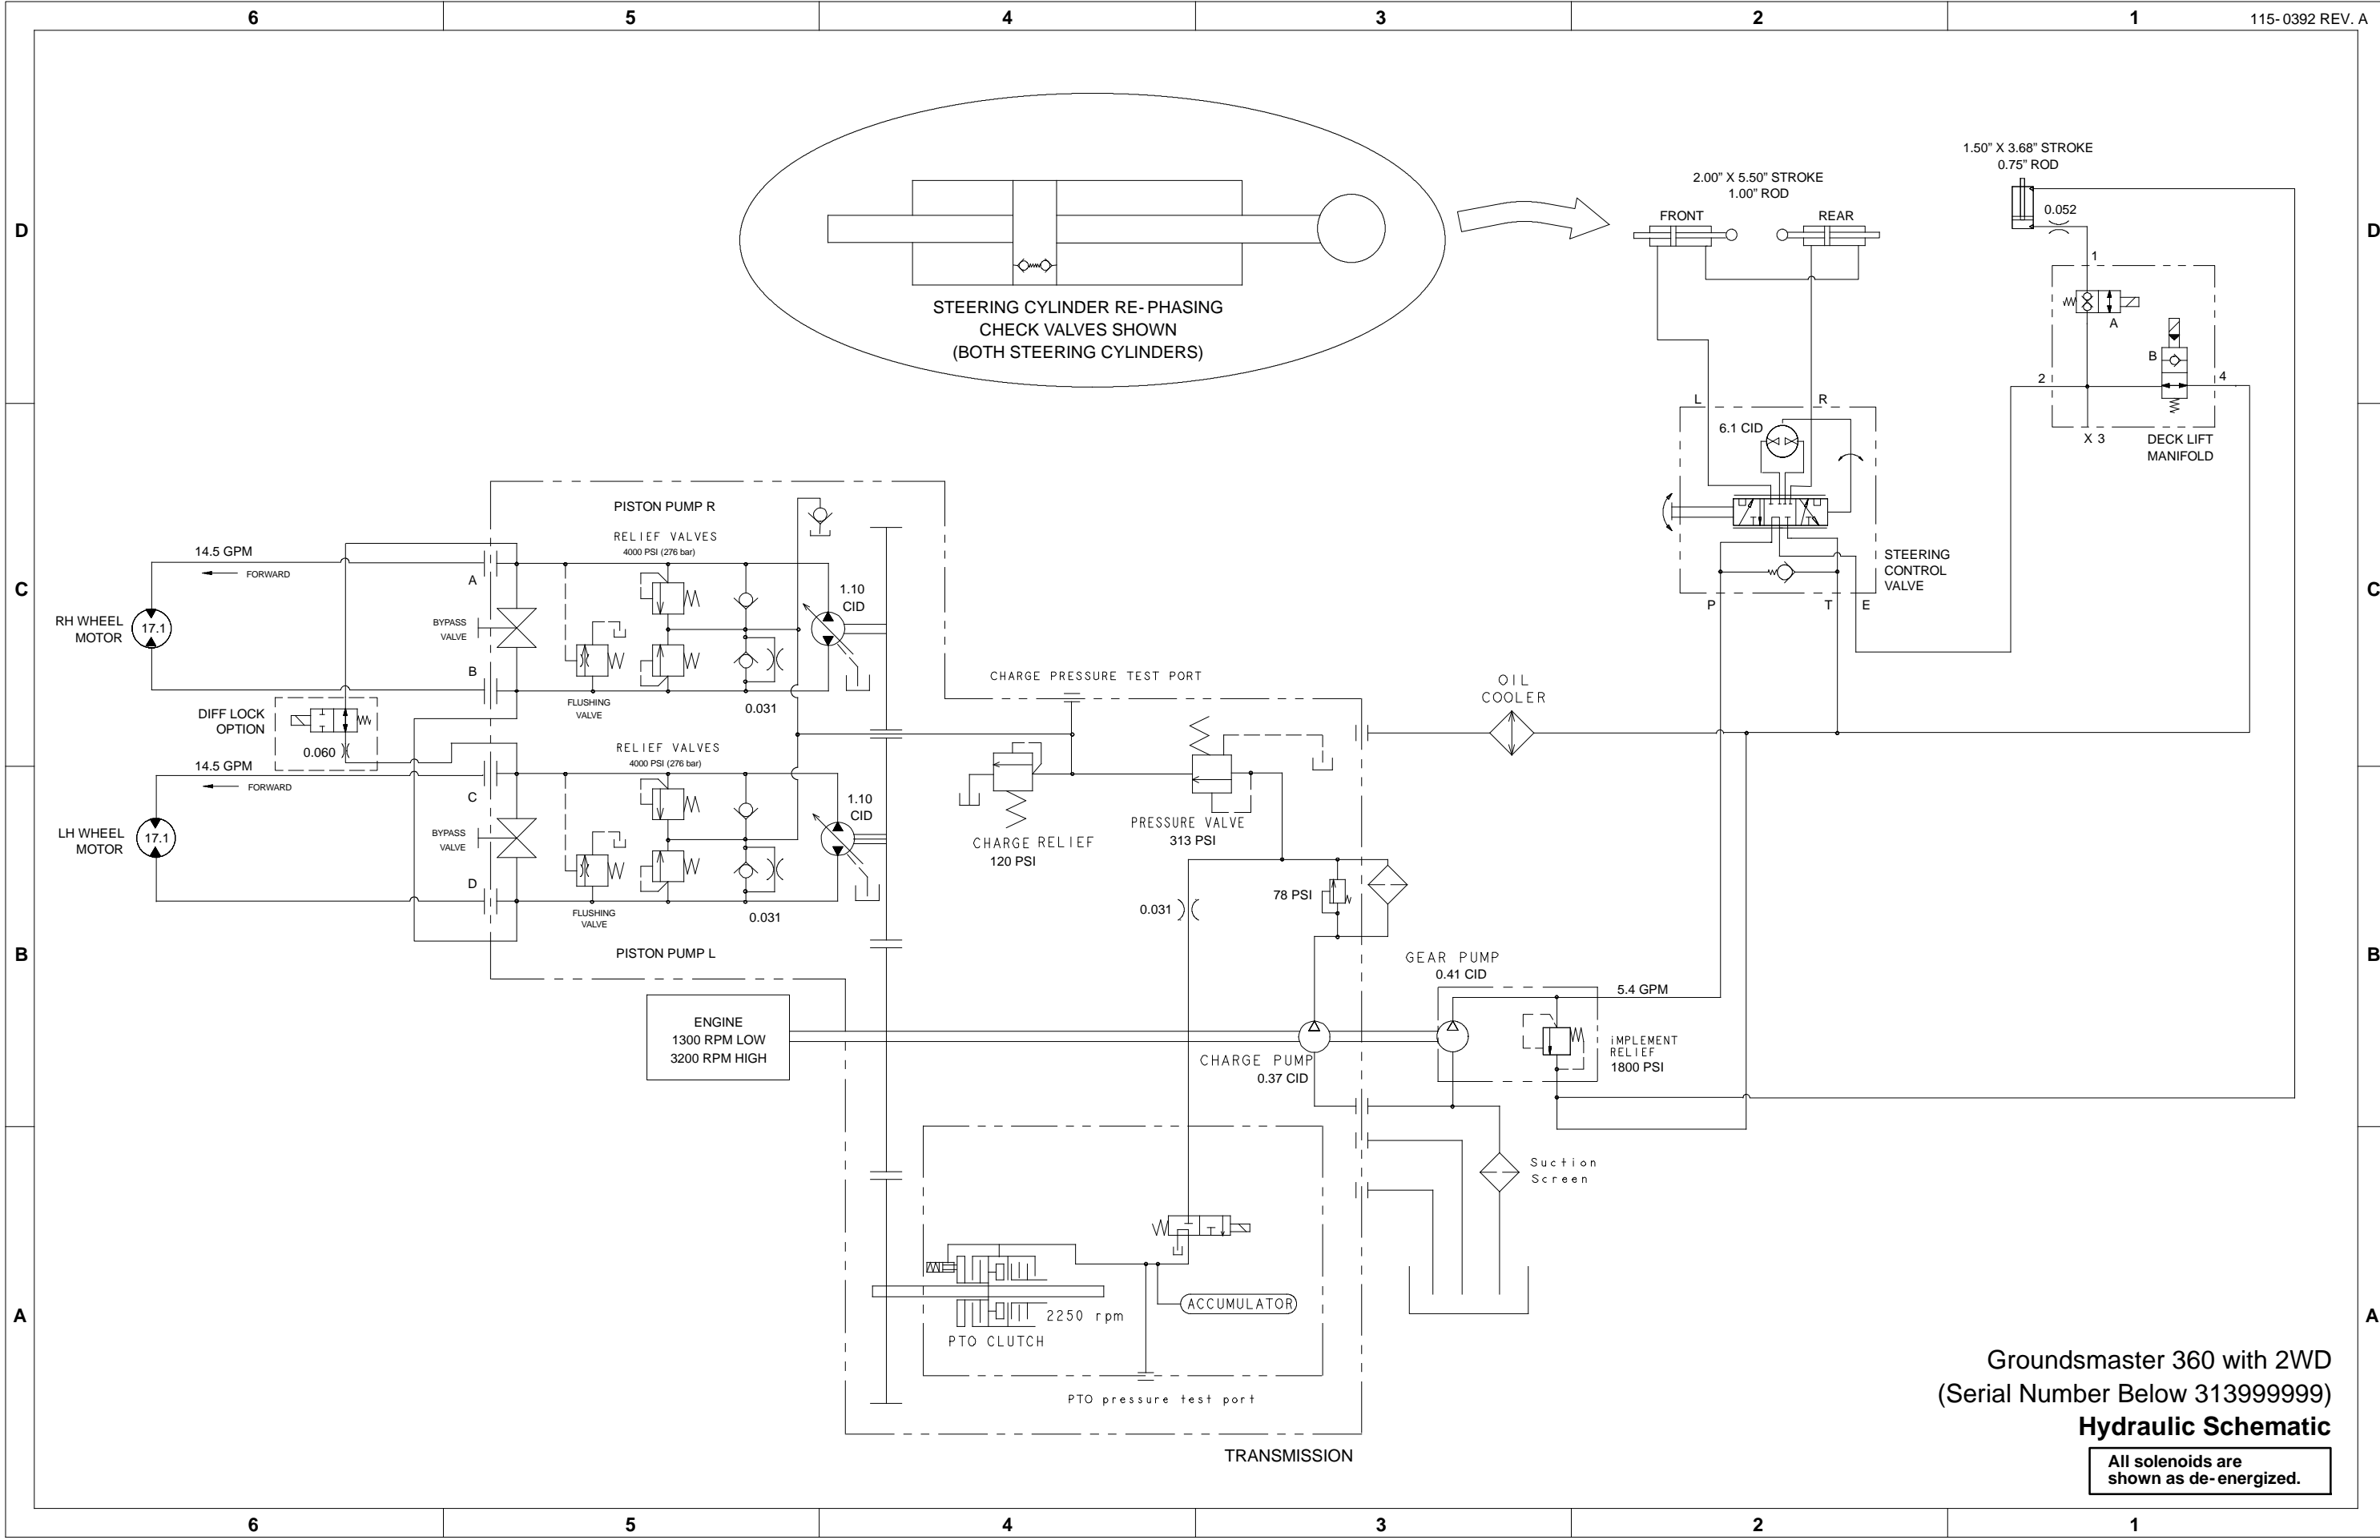 6 5 4 3 2 1
115-0392 REV. A
D
D
C
C
B
B
A
A
STEERING CYLINDER RE-PHASING
CHECK VALVES SHOWN
(BOTH STEERING CYLINDERS)
2.00” X 5.50” STROKE
1.00” ROD
FRONT
REAR
1.50” X 3.68” STROKE
0.75” ROD
0.052
1
A
B
2
4
X 3
DECK LIFT
MANIFOLD
L
R
6.1 CID
STEERING
CONTROL
VALVE
P
T
E
PISTON PUMP R
RELIEF VALVES
4000 PSI (276 bar)
14.5 GPM
FORWARD
A
1.10
CID
RH WHEEL
MOTOR
17.1
BYPASS
VALVE
B
FLUSHING
VALVE
0.031
DIFF LOCK
OPTION
0.060
RELIEF VALVES
4000 PSI (276 bar)
14.5 GPM
FORWARD
C
1.10
CID
LH WHEEL
MOTOR
17.1
BYPASS
VALVE
D
FLUSHING
VALVE
0.031
PISTON PUMP L
CHARGE PRESSURE TEST PORT
OIL
COOLER
CHARGE RELIEF
120 PSI
PRESSURE VALVE
313 PSI
0.031
78 PSI
GEAR PUMP
0.41 CID
5.4 GPM
ENGINE
1300 RPM LOW
3200 RPM HIGH
CHARGE PUMP
0.37 CID
iMPLEMENT
RELIEF
1800 PSI
Suction
Screen
ACCUMULATOR
2250 rpm
PTO CLUTCH
PTO pressure test port
TRANSMISSION
Groundsmaster 360 with 2WD
(Serial Number Below 313999999)
Hydraulic Schematic
All solenoids are
shown as de-energized.
6 5 4 3 2 1